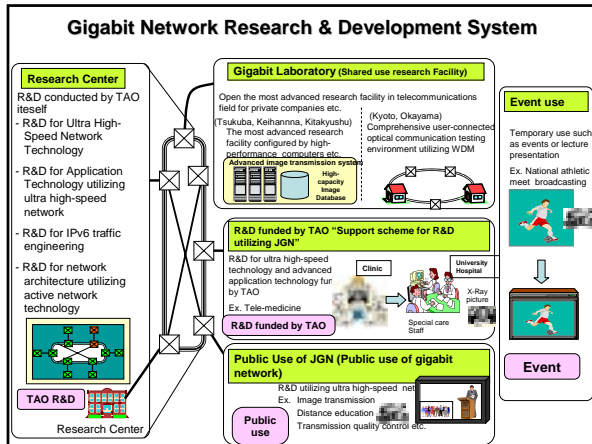 Gigabit Network Research & Development System
Research Center
R&D conducted by TAO
iteself
- R&D for Ultra High-
Speed Network
Technology
- R&D for Application
Technology utilizing
ultra high-speed
network
- R&D for IPv6 traffic
engineering
- R&D for network
architecture utilizing
active network
technology
TAO R&D
Research Center
Gigabit Laboratory (Shared use research Facility)
Open the most advanced research facility in telecommunications
field for private companies etc.
(Tsukuba, Keihannna, Kitakyushu)
The most advanced research
facility configured by high-
performance computers etc.
Advanced image transmission system
High-
capacity
Image
Database
(Kyoto, Okayama)
Comprehensive user-connected
optical communication testing
environment utilizing WDM
R&D funded by TAO “Support scheme for R&D
utilizing JGN”
R&D for ultra high-speed
technology and advanced
application technology fun
by TAO
Ex. Tele-medicine
R&D funded by TAO
Clinic
University
Hospital
X-Ray
picture
Special care
Staff
Public Use of JGN (Public use of gigabit
network)
R&D utilizing ultra high-speed net
Ex. Image transmission
Distance education
Transmission quality control etc.
Public
use
Event use
Temporary use such
as events or lecture
presentation
Ex. National athletic
meet broadcasting
Event